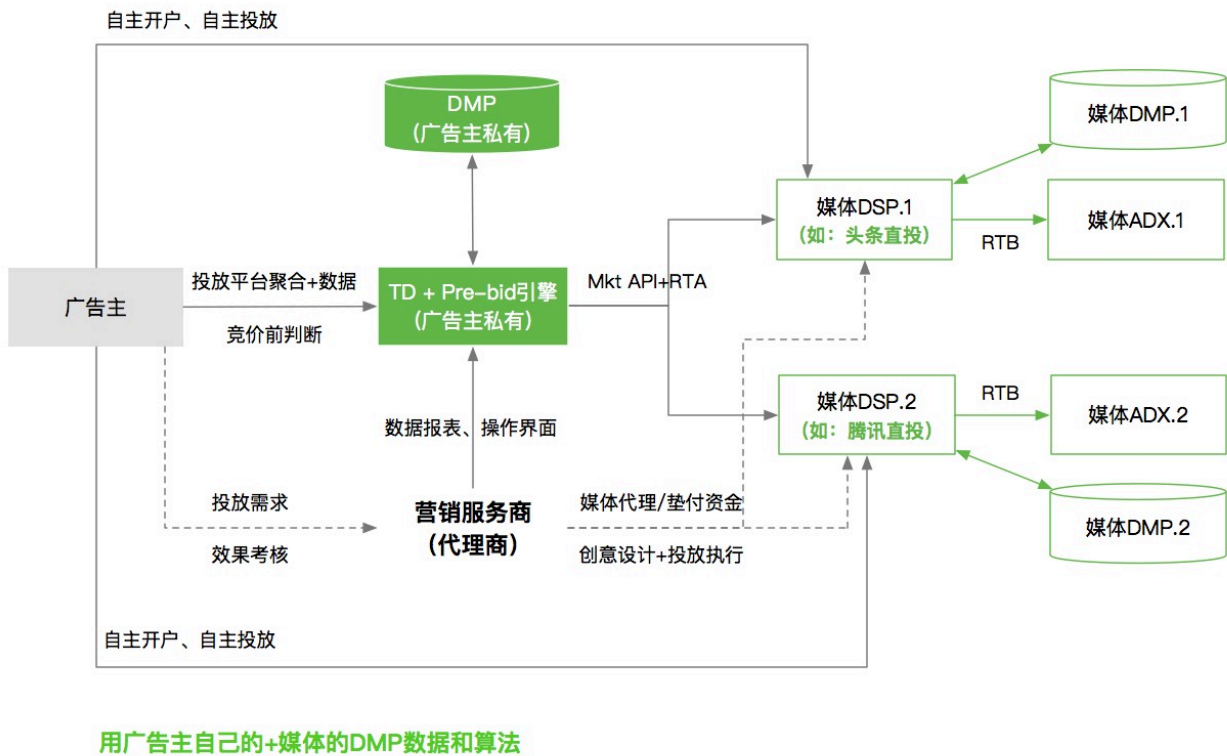 自主开户、自主投放
DMP
（广告主私有）
媒体DMP.1
媒体DSP.1
（如：头条直投）
RTB
媒体ADX.1
广告主
投放平台聚合+数据
竞价前判断
TD + Pre-bid引擎
（广告主私有）
Mkt API+RTA
数据报表、操作界面
媒体DSP.2
（如：腾讯直投）
RTB
媒体ADX.2
投放需求
效果考核
营销服务商
（代理商）
媒体代理/垫付资金
创意设计+投放执行
媒体DMP.2
自主开户、自主投放
用广告主自己的+媒体的DMP数据和算法